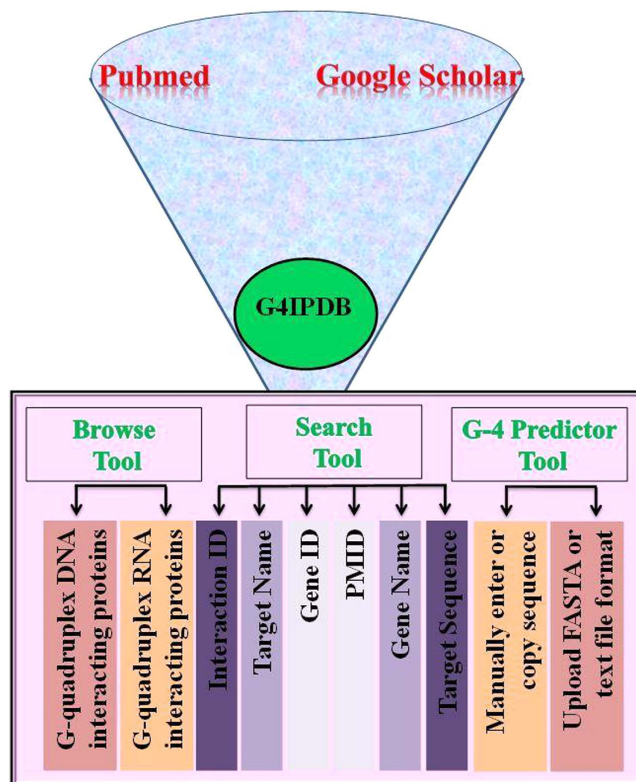 Pubmed
Google Scholar
G4IPDB
Browse
Tool
Search
Tool
G-4 Predictor
Tool
G-quadruplex DNA
interacting proteins
G-quadruplex RNA
interacting proteins
Interaction ID
Target Name
Gene ID
PMID
Gene Name
Target Sequence
Manually enter or
copy sequence
Upload FASTA or
text file format